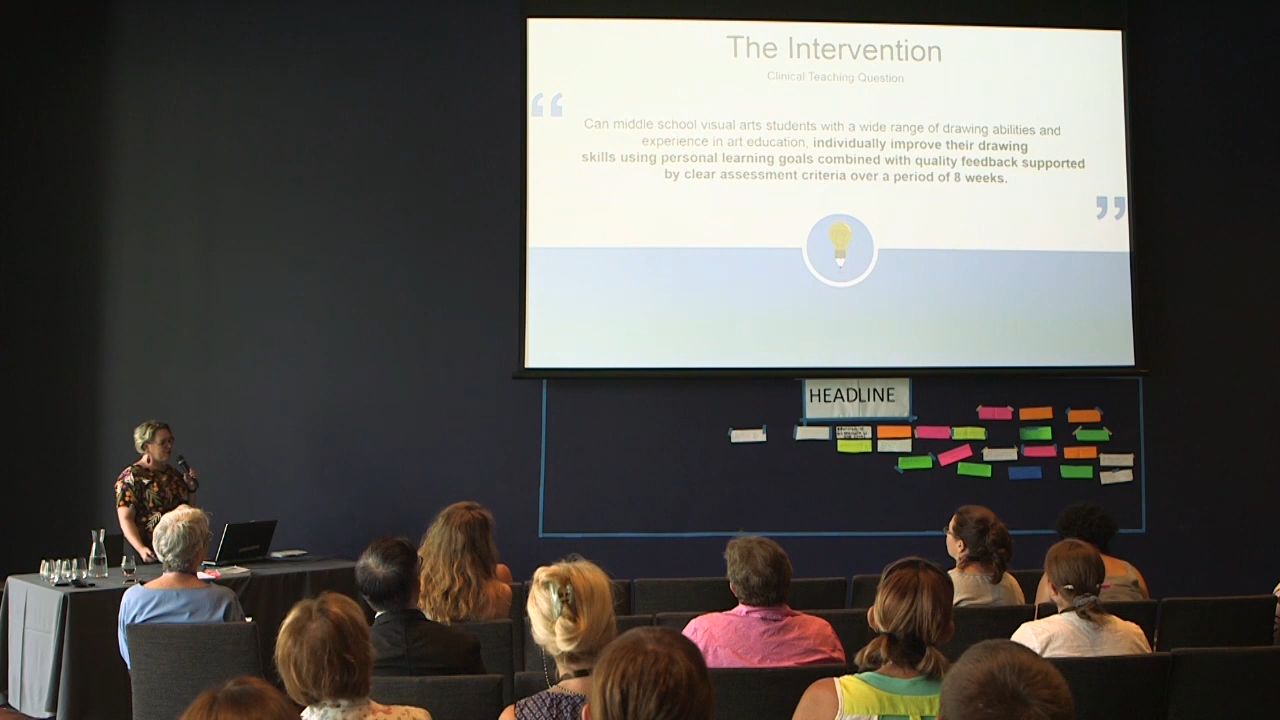 The Intervention
Clinical Teaching Question
“
Can middle school visual arts students with a wide range of drawing abilities and
experience in art education, individually improve their drawing
skills using personal learning goals combined with quality feedback supported
by clear assessment criteria over a period of 8 weeks.
”
HEADLINE